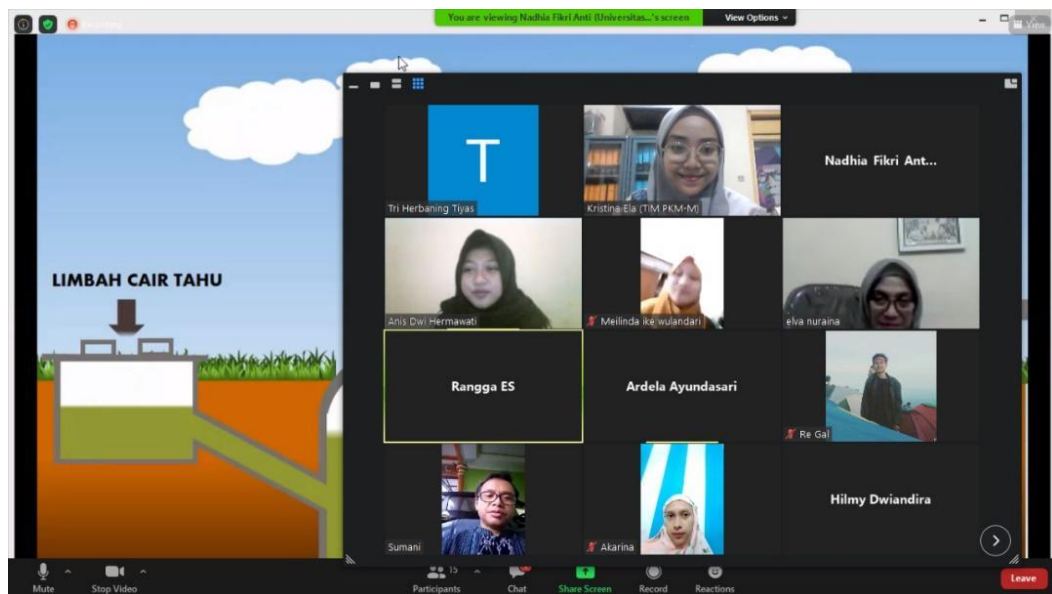 You are viewing Nadhia Fikri Anti (Universitas...'s screen
View Options
View
LIMBAH CAIR TAHU
T
Tri Herbaning Tiyas
Kristina Ela (TIM PKM-M)
Nadhia Fikri Ant...
Anis Dwi Hermawati
Meilinda ike wulandari
elva nuraina
Rangga ES
Ardela Ayundasari
Re Gal
Sumani
Akarina
Hilmy Dwiandira
Mute
Stop Video
15
Participants
Chat
Share Screen
Record
Reactions
Leave